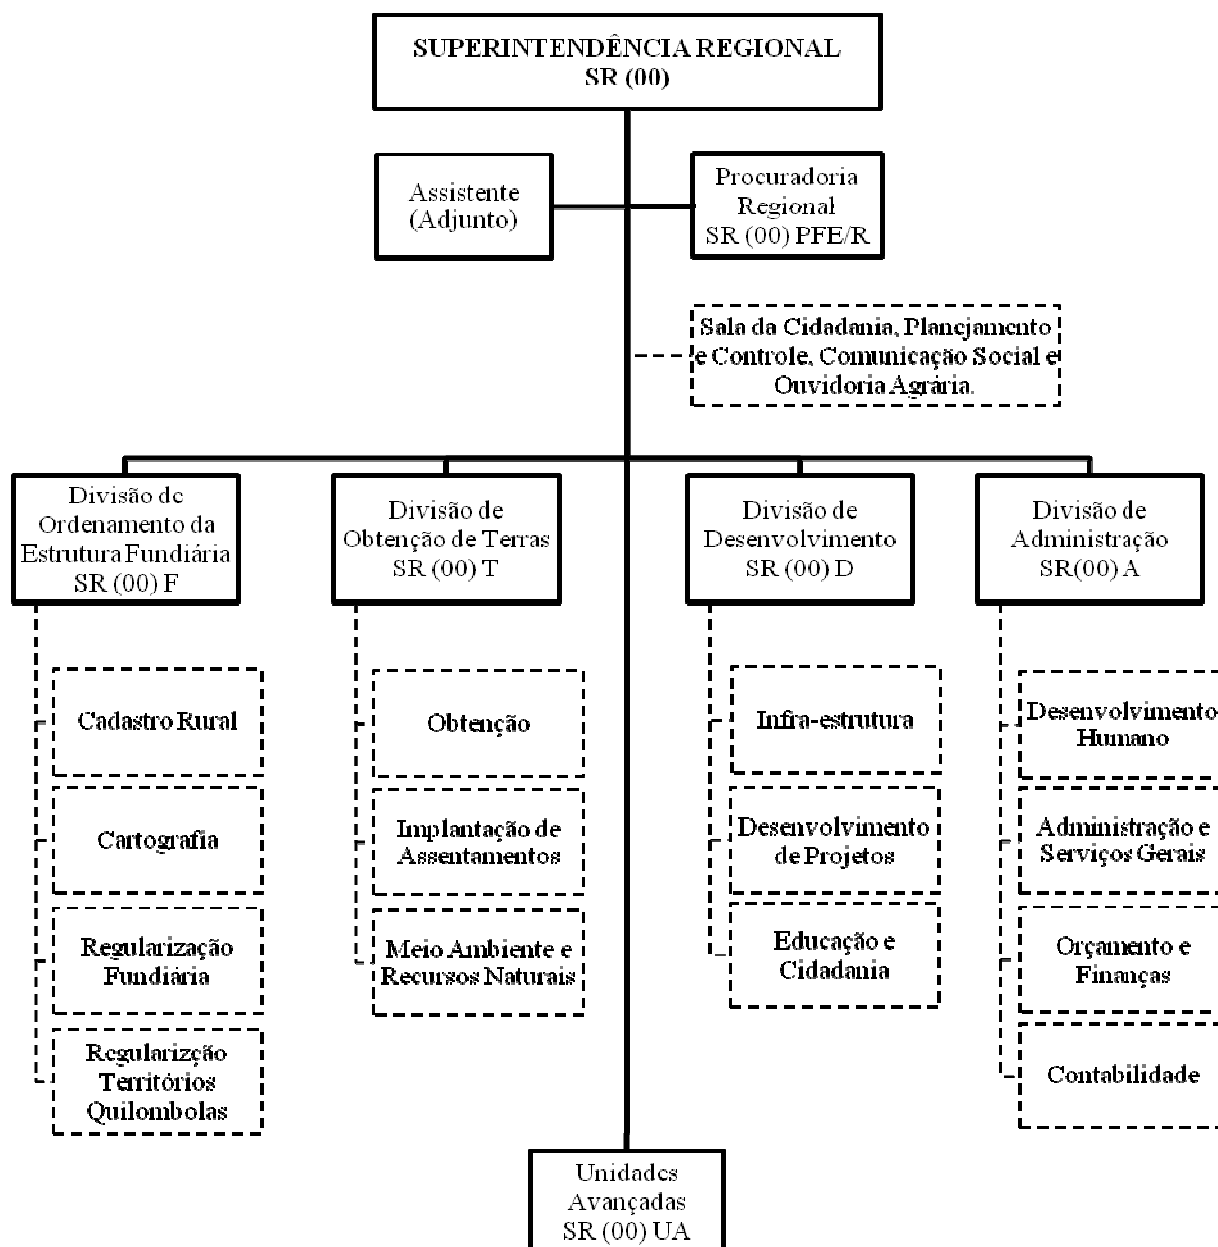 SUPERINTENDÊNCIA REGIONAL
SR (00)
Assistente
(Adjunto)
Procuradoria
Regional
SR (00) PFE/R
Sala da Cidadania, Planejamento
e Controle, Comunicação Social e
Ouvidoria Agrária.
Divisão de
Ordenamento da
Estrutura Fundiária
SR (00) F
Divisão de
Obtenção de Terras
SR (00) T
Divisão de
Desenvolvimento
SR (00) D
Divisão de
Administração
SR(00) A
Cadastro Rural
Cartografia
Regularização
Fundiária
Regularizção
Territórios
Quilombolas
Obtenção
Implantação de
Assentamentos
Meio Ambiente e
Recursos Naturais
Infra-estrutura
Desenvolvimento
de Projetos
Educação e
Cidadania
Desenvolvimento
Humano
Administração e
Serviços Gerais
Orçamento e
Finanças
Contabilidade
Unidades
Avançadas
SR (00) UA